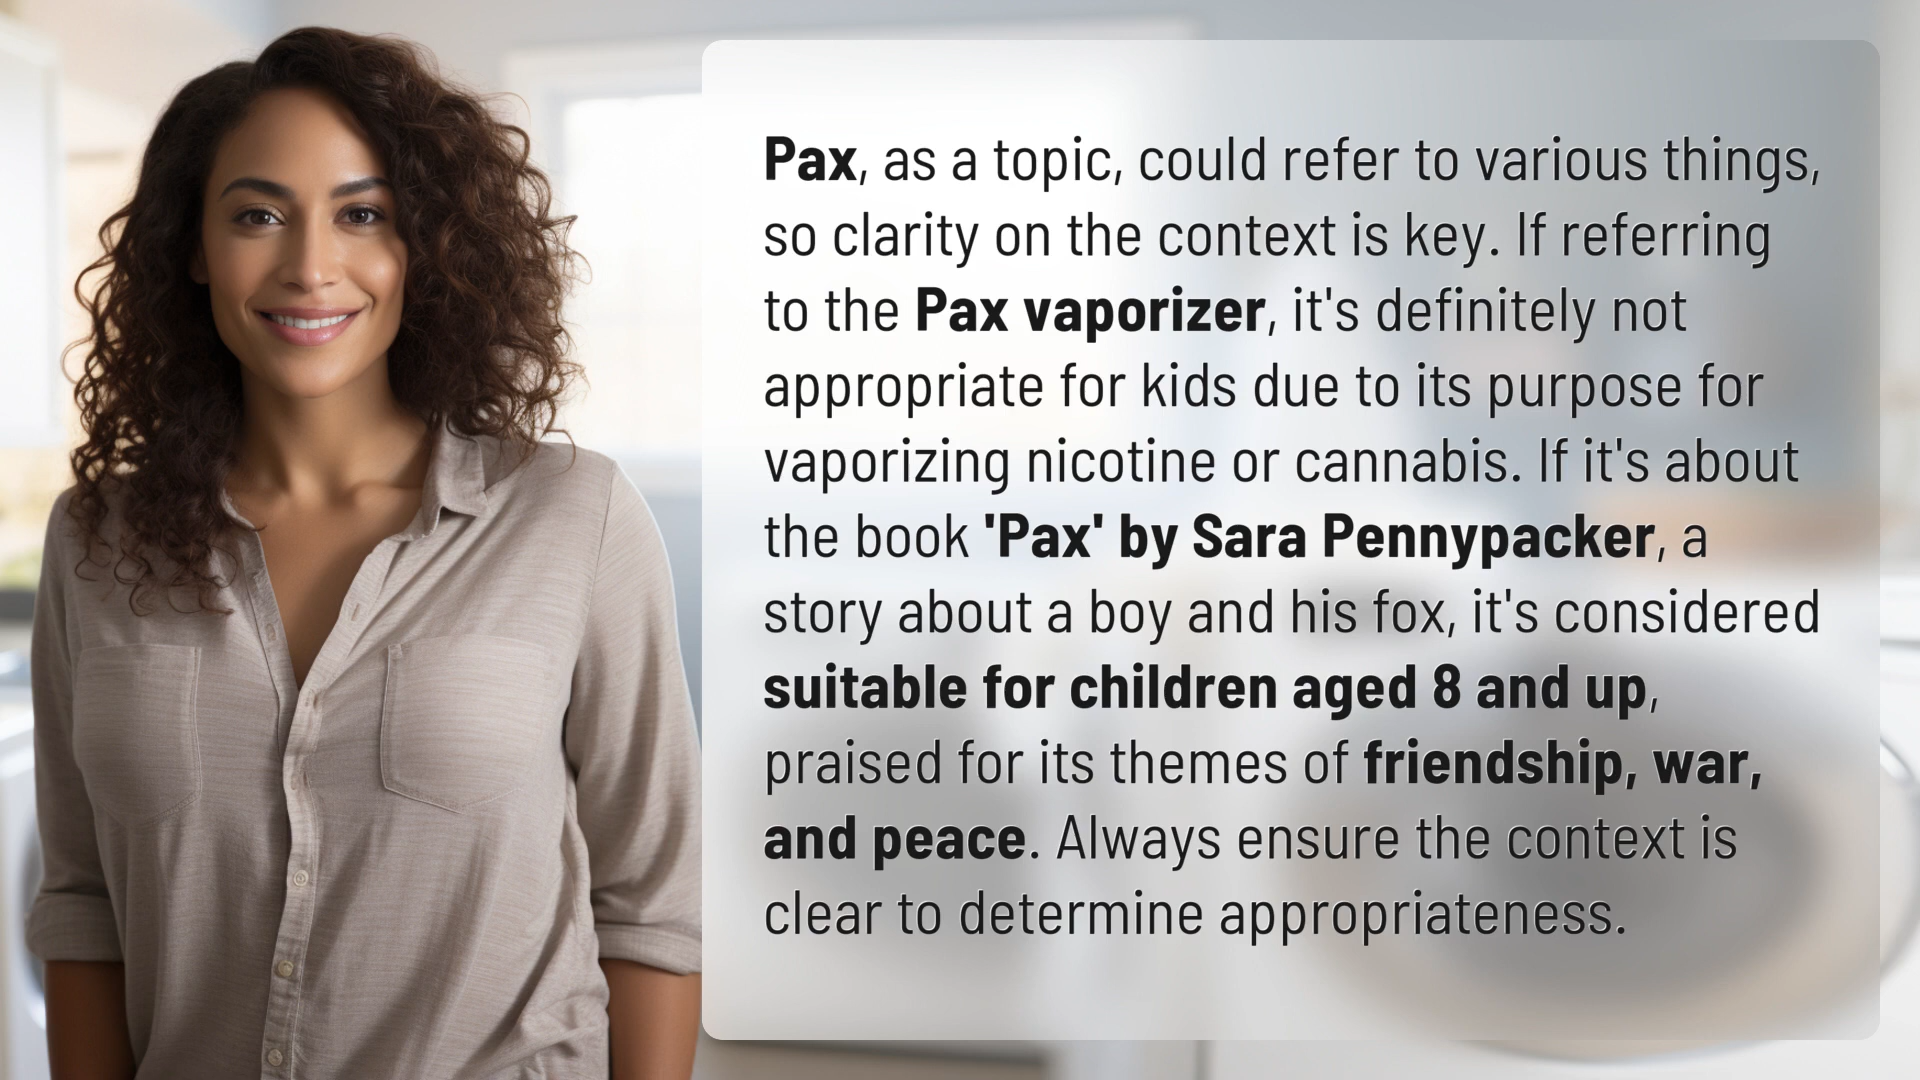 Pax, as a topic, could refer to various things,
so clarity on the context is key. If referring
to the Pax vaporizer, it's definitely not
appropriate for kids due to its purpose for
vaporizing nicotine or cannabis. If it's about
the book 'Pax' by Sara Pennypacker, a
story about a boy and his fox, it's considered
suitable for children aged 8 and up,
praised for its themes of friendship, war,
and peace. Always ensure the context is
clear to determine appropriateness.